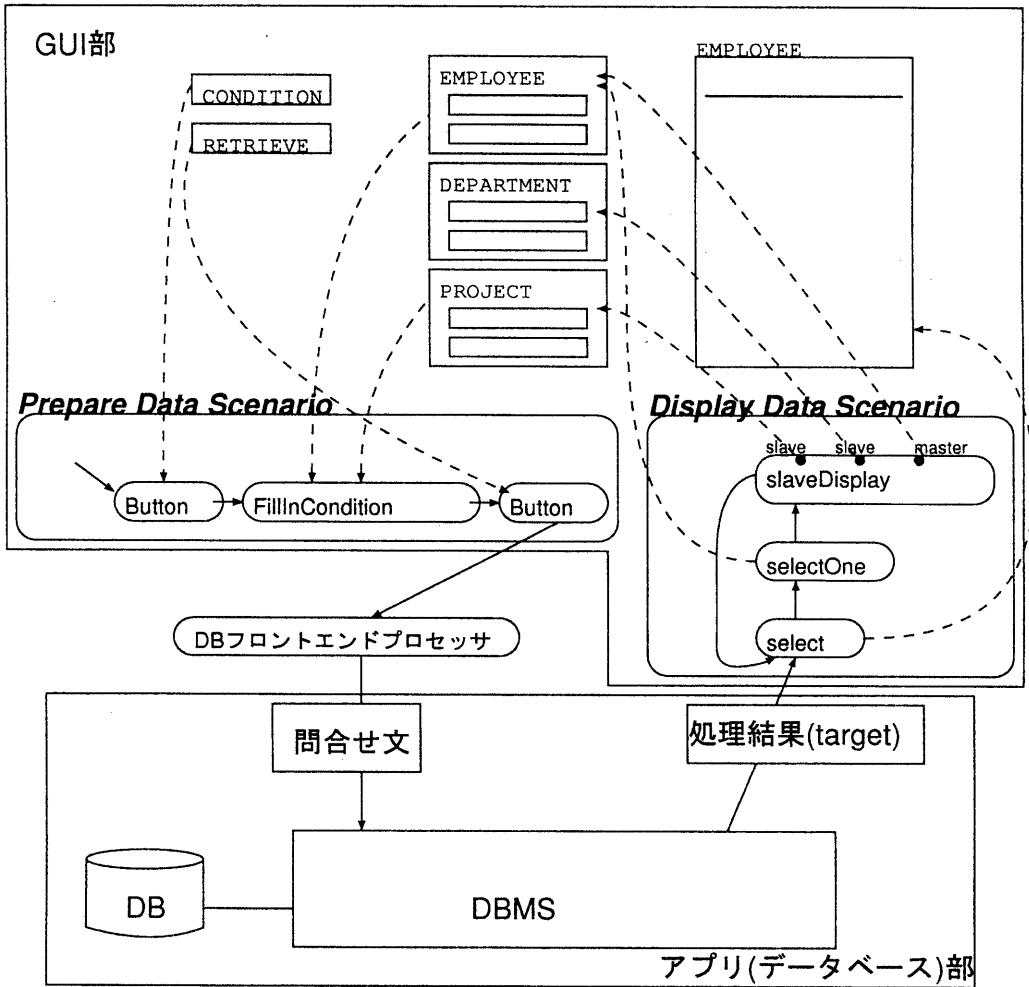 GUI部
CONDITION
RETRIEVE
EMPLOYEE
DEPARTMENT
PROJECT
EMPLOYEE
Prepare Data Scenario
Button
FillInCondition
Button
Display Data Scenario
slave
slave
master
slaveDisplay
selectOne
select
DBフロントエンドプロセッサ
問合せ文
処理結果(target)
DB
DBMS
アプリ(データベース)部